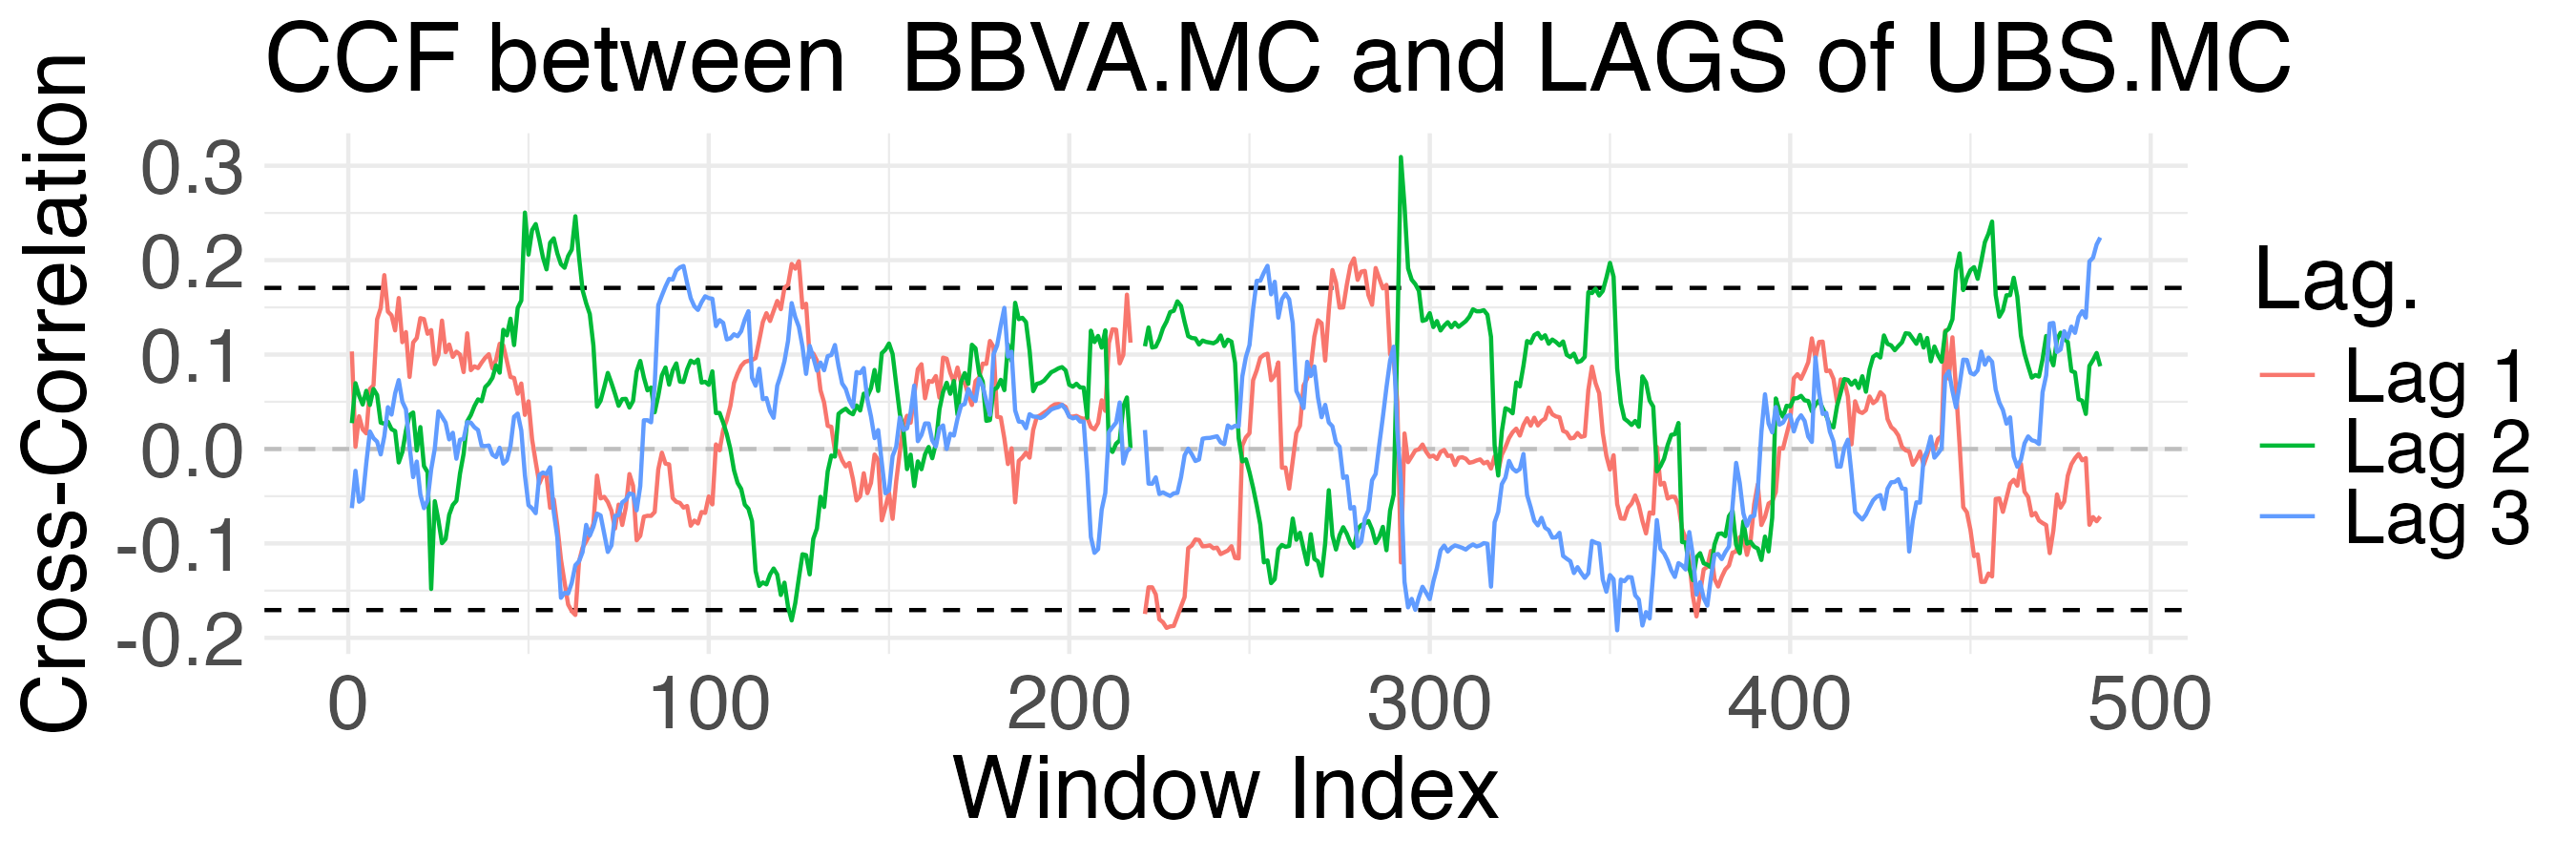 CCF between  BBVA.MC and LAGS of UBS.MC
Cross-Correlation
0.3
0.2
0.1
0.0
-0.1
-0.2
0 100 200 300 400 500
Window Index
Lag.
Lag 1
Lag 2
Lag 3